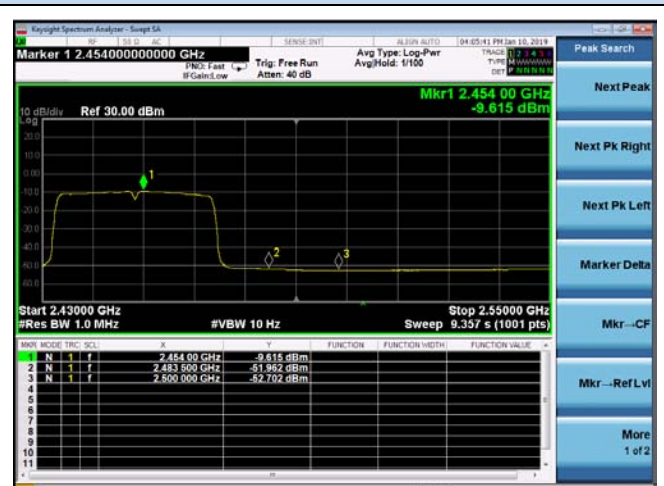 Keysight Spectrum Analyzer - Swept SA
RF 50 Ω AC SENSE:INT ALIGN AUTO 04:05:41 PM Jan 10, 2019
Marker 1 2.454000000000 GHz
PNO: Fast
IFGain:Low
Trig: Free Run
Atten: 40 dB
Avg Type: Log-Pwr
Avg|Hold: 1/100
TRACE 1 2 3 4 5 6
TYPE M WWWWW
DET P N N N N N
Peak Search
Mkr1 2.454 00 GHz
-9.615 dBm
10 dB/div Ref 30.00 dBm
Log
20.0
10.0
0.00
-10.0
-20.0
-30.0
-40.0
-50.0
-60.0
1
2
3
Start 2.43000 GHz
Stop 2.55000 GHz
#Res BW 1.0 MHz
#VBW 10 Hz
Sweep 9.357 s (1001 pts)
MKR MODE TRC SCL X Y FUNCTION FUNCTION WIDTH FUNCTION VALUE
1 N 1 f 2.454 00 GHz -9.615 dBm
2 N 1 f 2.483 500 GHz -51.962 dBm
3 N 1 f 2.500 000 GHz -52.702 dBm
4
5
6
7
8
9
10
11
Next Peak
Next Pk Right
Next Pk Left
Marker Delta
Mkr→CF
Mkr→RefLvl
More
1 of 2